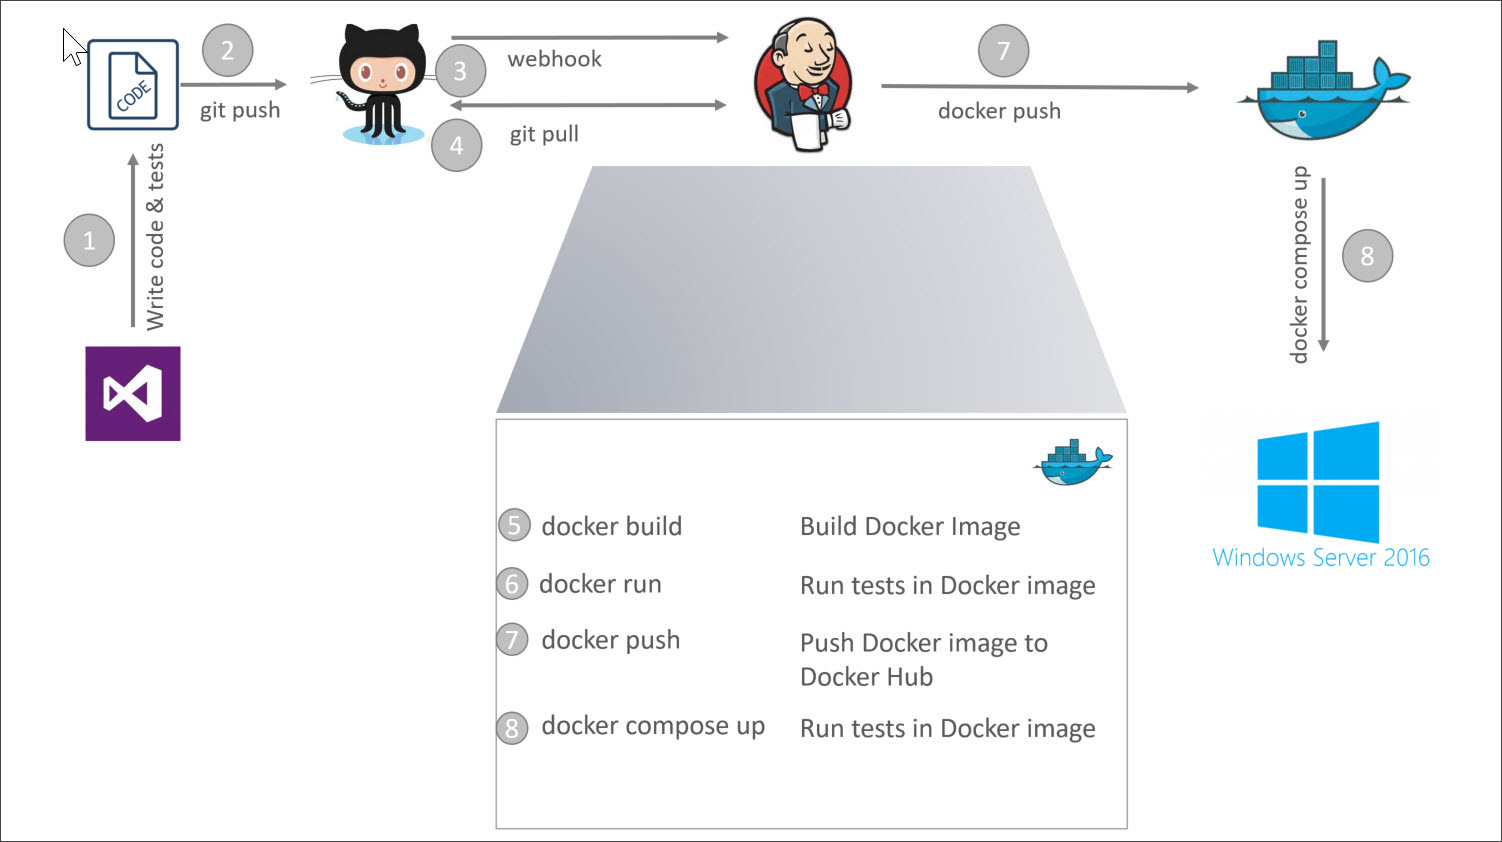 2
7
webhook
3
CODE
git push
docker push
4
git pull
Write code & tests
1
docker compose up
8
5 docker build Build Docker Image
6 docker run Run tests in Docker image
7 docker push Push Docker image to
Docker Hub
8 docker compose up Run tests in Docker image
Windows Server 2016